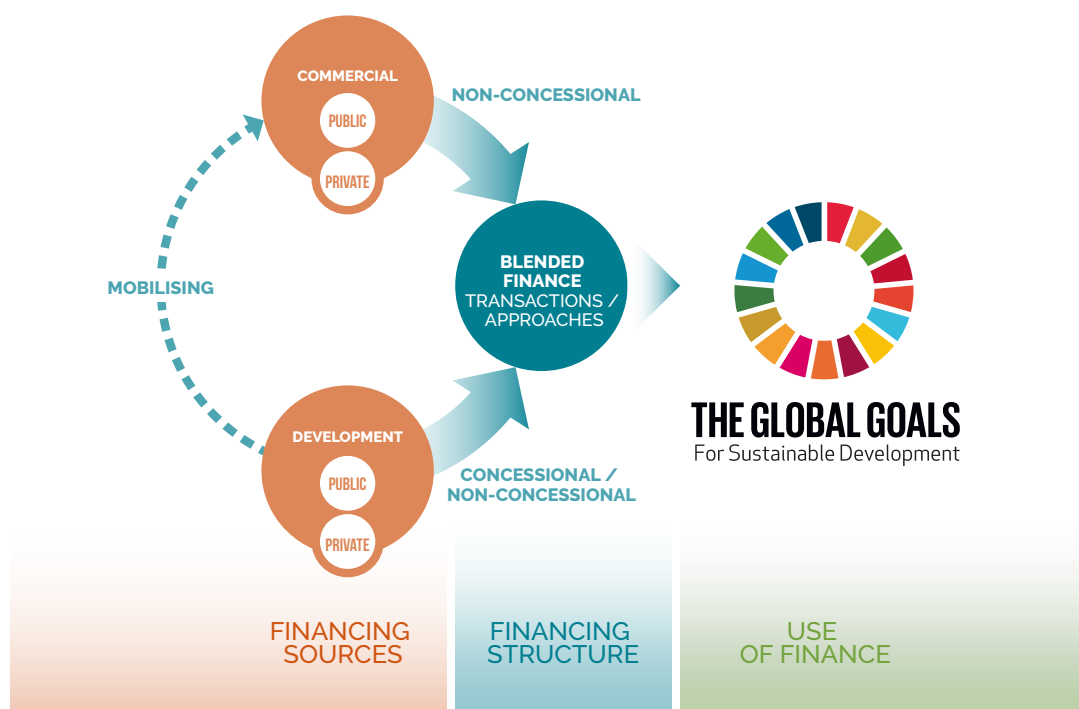 COMMERCIAL
PUBLIC
PRIVATE
NON-CONCESSIONAL
MOBILISING
BLENDED
FINANCE
TRANSACTIONS /
APPROACHES
DEVELOPMENT
PUBLIC
PRIVATE
CONCESSIONAL /
NON-CONCESSIONAL
THE GLOBAL GOALS
For Sustainable Development
FINANCING
SOURCES
FINANCING
STRUCTURE
USE
OF FINANCE